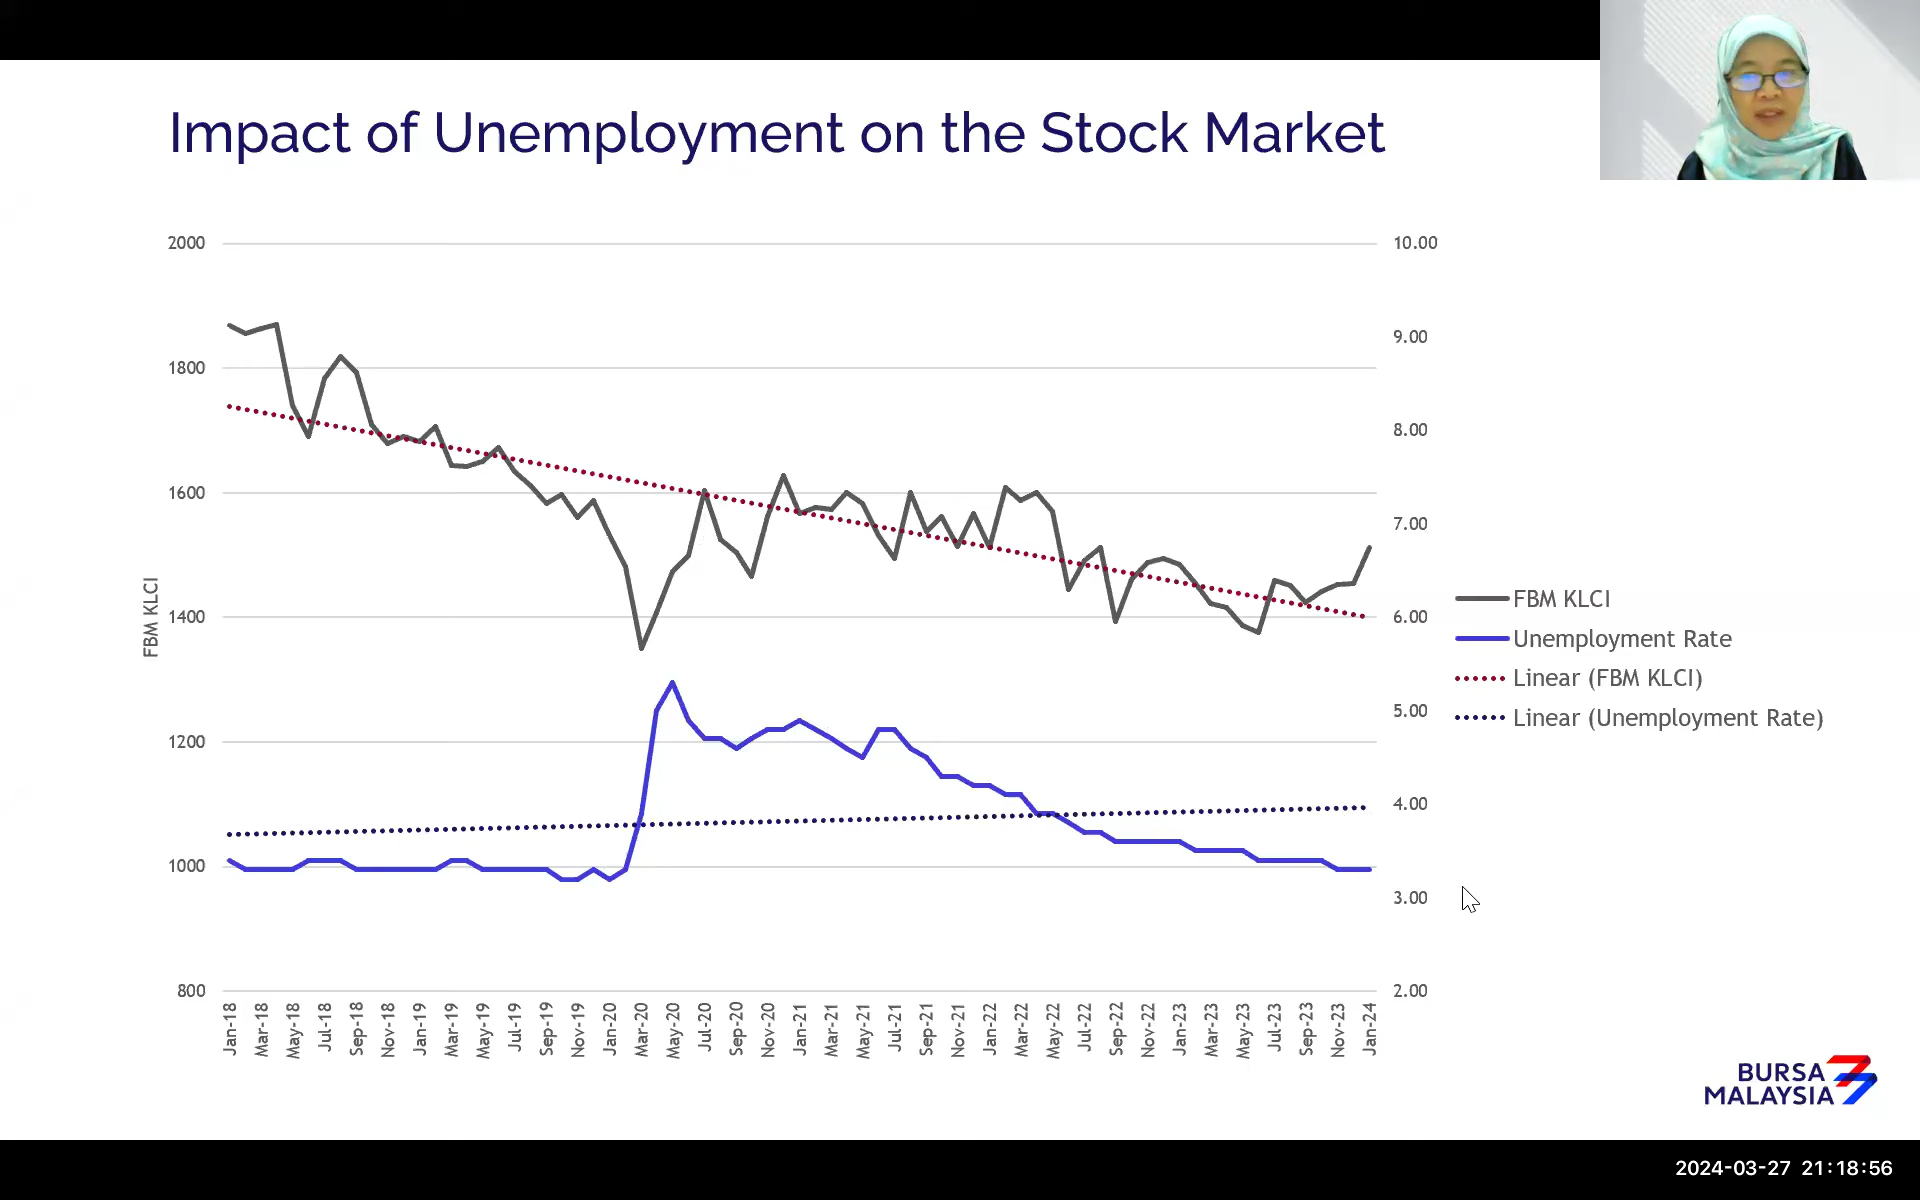 Impact of Unemployment on the Stock Market
2000
1800
1600
1400
1200
1000
800
FBM KLCI
10.00
9.00
8.00
7.00
6.00
5.00
4.00
3.00
2.00
Jan-18
Mar-18
May-18
Jul-18
Sep-18
Nov-18
Jan-19
Mar-19
May-19
Jul-19
Sep-19
Nov-19
Jan-20
Mar-20
May-20
Jul-20
Sep-20
Nov-20
Jan-21
Mar-21
May-21
Jul-21
Sep-21
Nov-21
Jan-22
Mar-22
May-22
Jul-22
Sep-22
Nov-22
Jan-23
Mar-23
May-23
Jul-23
Sep-23
Nov-23
Jan-24
FBM KLCI
Unemployment Rate
Linear (FBM KLCI)
Linear (Unemployment Rate)
BURSA
MALAYSIA
2024-03-27 21:18:56